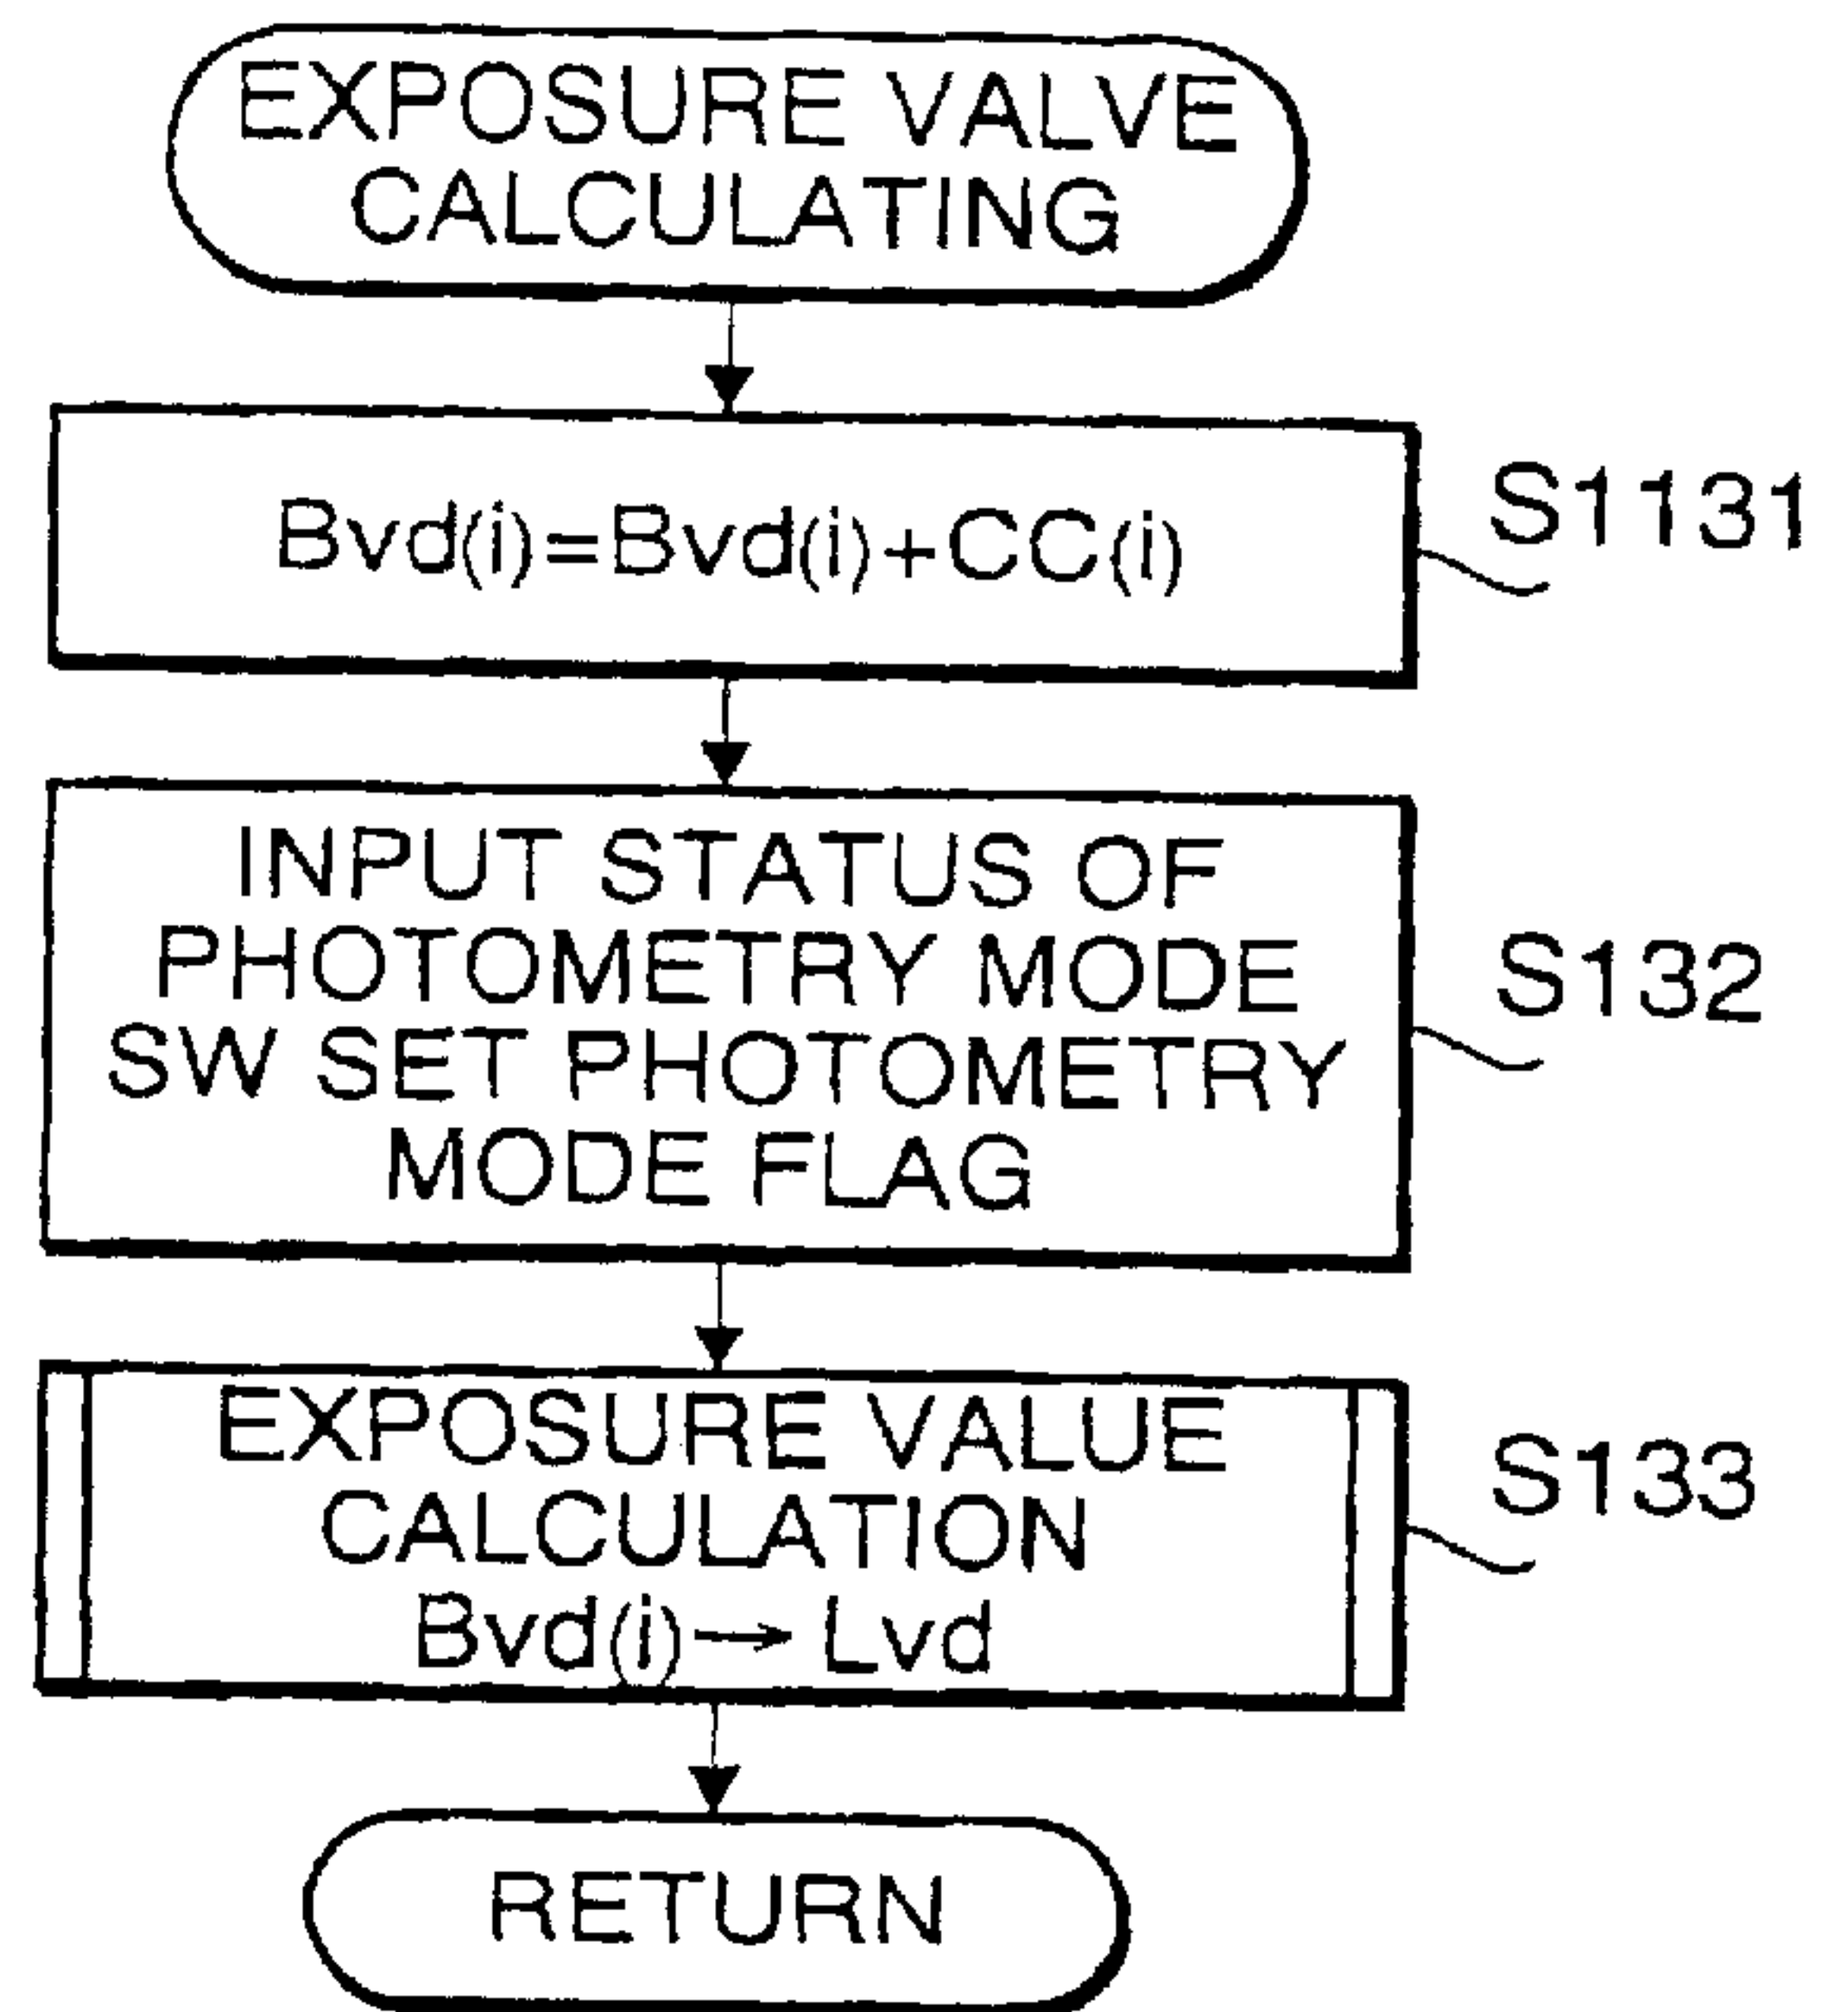 EXPOSURE VALVE
CALCULATING
Bvd(i)=Bvd(i)+CC(i)
S1131
INPUT STATUS OF
PHOTOMETRY MODE
SW SET PHOTOMETRY
MODE FLAG
S132
EXPOSURE VALUE
CALCULATION
Bvd(i)→Lvd
S133
RETURN